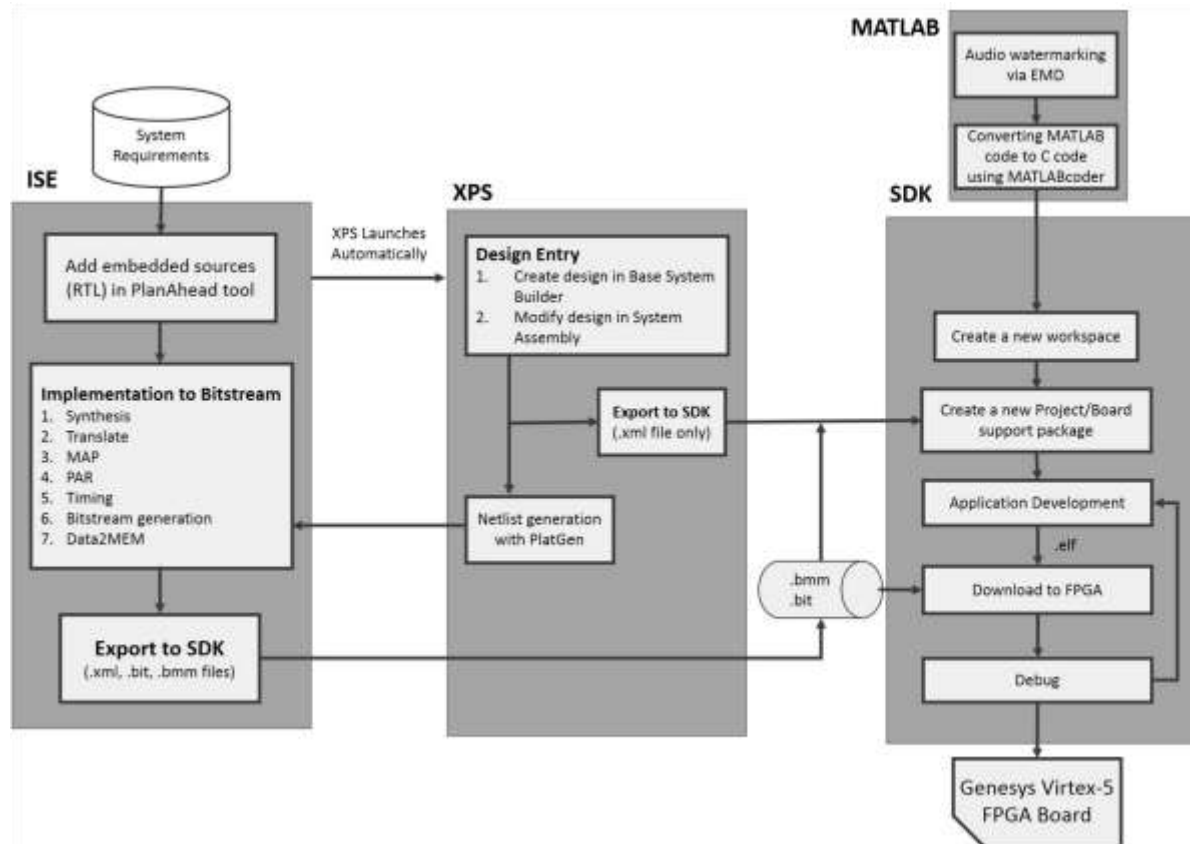 MATLAB
Audio watermarking
via EMD
Converting MATLAB
code to C code
using MATLABcoder
System
Requirements
ISE
Add embedded sources
(RTL) in PlanAhead tool
Implementation to Bitstream
1. Synthesis
2. Translate
3. MAP
4. PAR
5. Timing
6. Bitstream generation
7. Data2MEM
Export to SDK
(.xml, .bit, .bmm files)
XPS Launches
Automatically
XPS
Design Entry
1. Create design in Base System
Builder
2. Modify design in System
Assembly
Export to SDK
(.xml file only)
Netlist generation
with PlatGen
.bmm
.bit
SDK
Create a new workspace
Create a new Project/Board
support package
Application Development
.elf
Download to FPGA
Debug
Genesys Virtex-5
FPGA Board